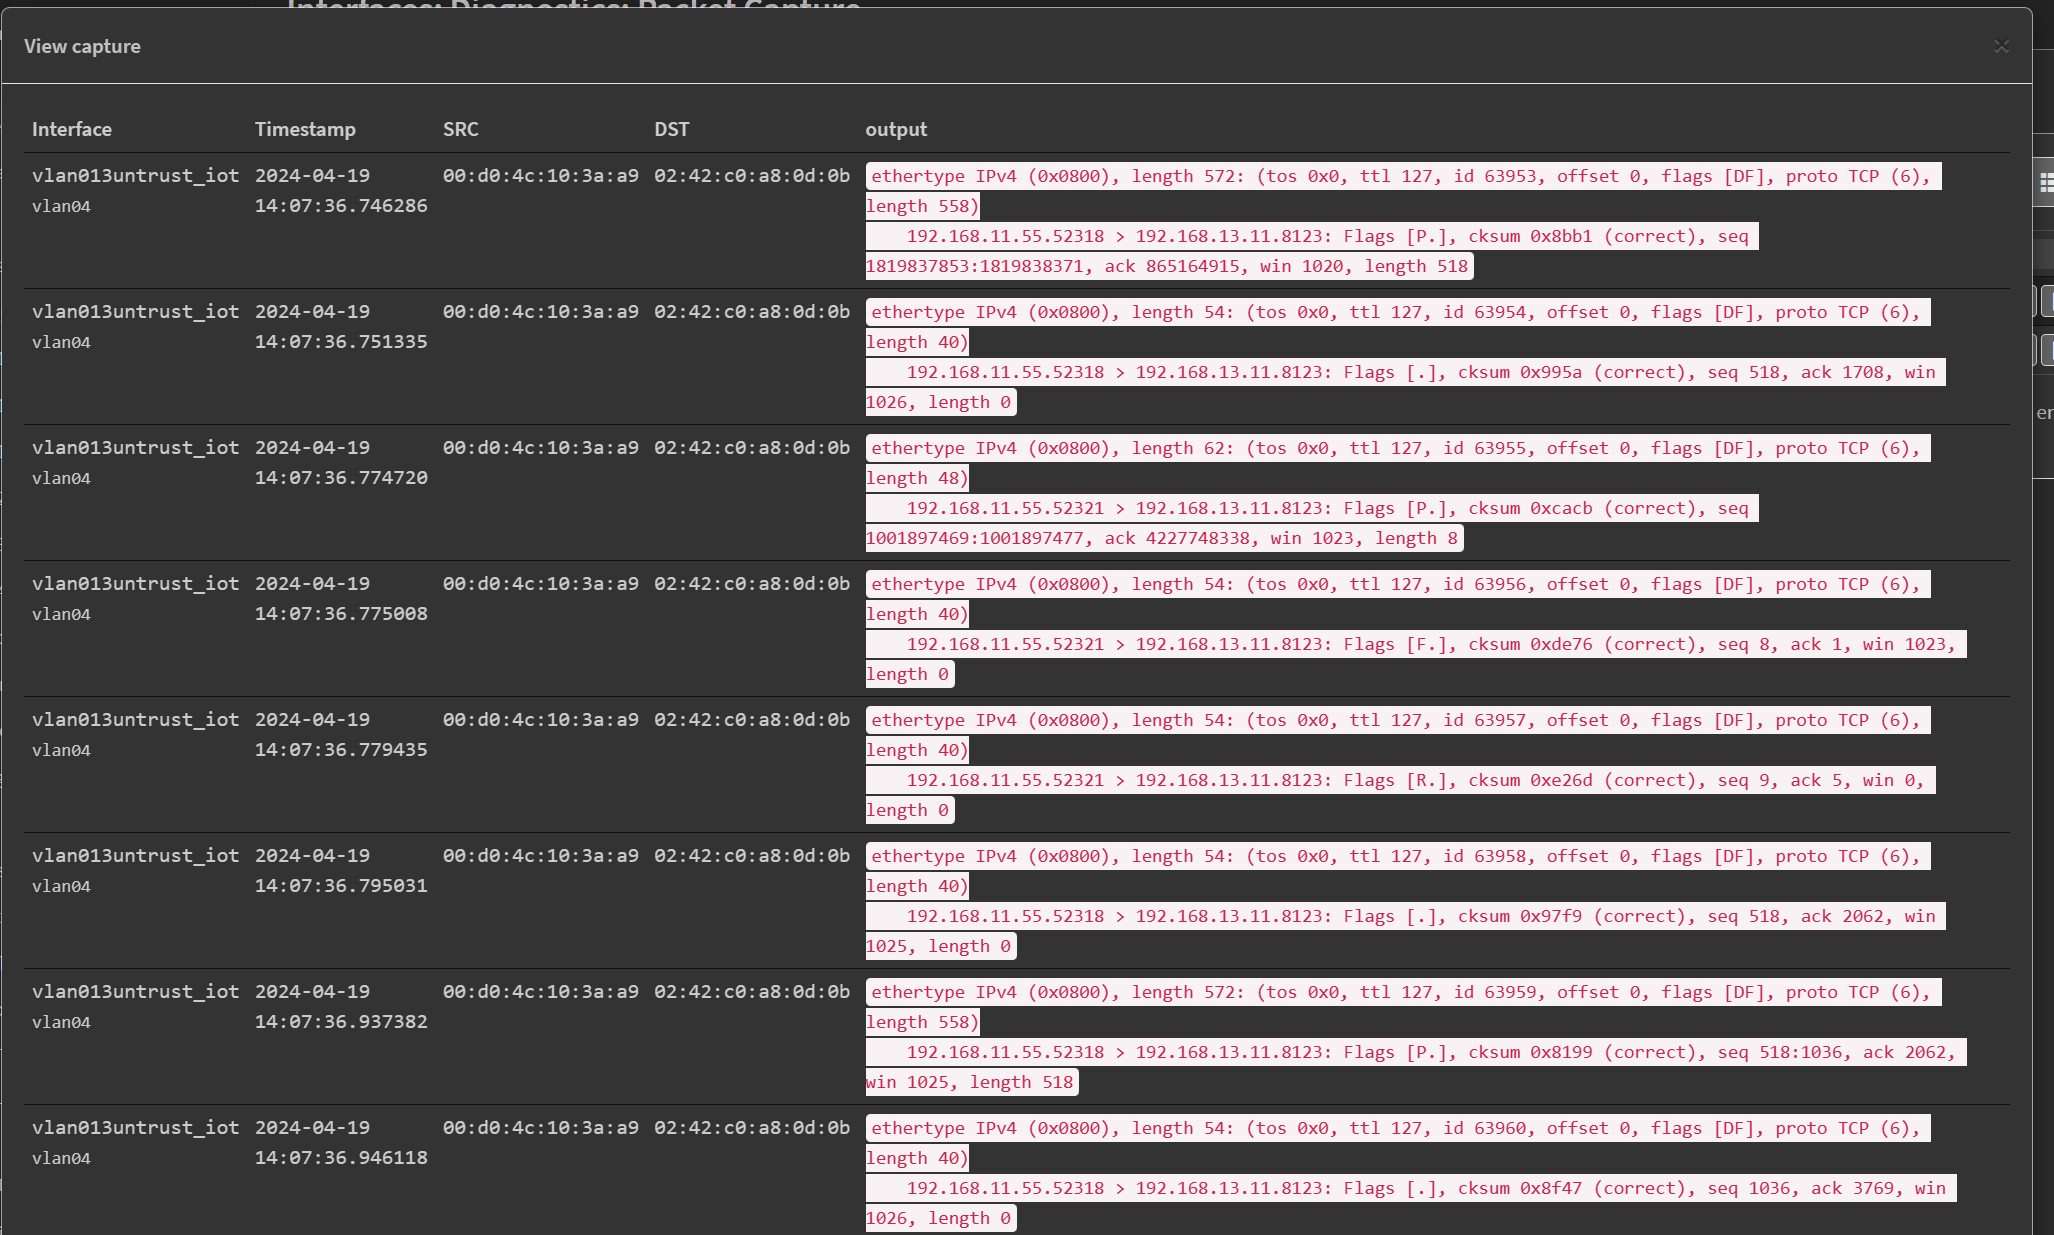 Interfaces: Diagnostics: Packet Capture
View capture
×
Interface Timestamp SRC DST output
vlan013untrust_iot 2024-04-19 00:d0:4c:10:3a:a9 02:42:c0:a8:0d:0b ethertype IPv4 (0x0800), length 572: (tos 0x0, ttl 127, id 63953, offset 0, flags [DF], proto TCP (6),
vlan04 14:07:36.746286 length 558)
192.168.11.55.52318 > 192.168.13.11.8123: Flags [P.], cksum 0x8bb1 (correct), seq
1819837853:1819838371, ack 865164915, win 1020, length 518
vlan013untrust_iot 2024-04-19 00:d0:4c:10:3a:a9 02:42:c0:a8:0d:0b ethertype IPv4 (0x0800), length 54: (tos 0x0, ttl 127, id 63954, offset 0, flags [DF], proto TCP (6),
vlan04 14:07:36.751335 length 40)
192.168.11.55.52318 > 192.168.13.11.8123: Flags [.], cksum 0x995a (correct), seq 518, ack 1708, win
1026, length 0
vlan013untrust_iot 2024-04-19 00:d0:4c:10:3a:a9 02:42:c0:a8:0d:0b ethertype IPv4 (0x0800), length 62: (tos 0x0, ttl 127, id 63955, offset 0, flags [DF], proto TCP (6),
vlan04 14:07:36.774720 length 48)
192.168.11.55.52321 > 192.168.13.11.8123: Flags [P.], cksum 0xcacb (correct), seq
1001897469:1001897477, ack 4227748338, win 1023, length 8
vlan013untrust_iot 2024-04-19 00:d0:4c:10:3a:a9 02:42:c0:a8:0d:0b ethertype IPv4 (0x0800), length 54: (tos 0x0, ttl 127, id 63956, offset 0, flags [DF], proto TCP (6),
vlan04 14:07:36.775008 length 40)
192.168.11.55.52321 > 192.168.13.11.8123: Flags [F.], cksum 0xde76 (correct), seq 8, ack 1, win 1023,
length 0
vlan013untrust_iot 2024-04-19 00:d0:4c:10:3a:a9 02:42:c0:a8:0d:0b ethertype IPv4 (0x0800), length 54: (tos 0x0, ttl 127, id 63957, offset 0, flags [DF], proto TCP (6),
vlan04 14:07:36.779435 length 40)
192.168.11.55.52321 > 192.168.13.11.8123: Flags [R.], cksum 0xe26d (correct), seq 9, ack 5, win 0,
length 0
vlan013untrust_iot 2024-04-19 00:d0:4c:10:3a:a9 02:42:c0:a8:0d:0b ethertype IPv4 (0x0800), length 54: (tos 0x0, ttl 127, id 63958, offset 0, flags [DF], proto TCP (6),
vlan04 14:07:36.795031 length 40)
192.168.11.55.52318 > 192.168.13.11.8123: Flags [.], cksum 0x97f9 (correct), seq 518, ack 2062, win
1025, length 0
vlan013untrust_iot 2024-04-19 00:d0:4c:10:3a:a9 02:42:c0:a8:0d:0b ethertype IPv4 (0x0800), length 572: (tos 0x0, ttl 127, id 63959, offset 0, flags [DF], proto TCP (6),
vlan04 14:07:36.937382 length 558)
192.168.11.55.52318 > 192.168.13.11.8123: Flags [P.], cksum 0x8199 (correct), seq 518:1036, ack 2062,
win 1025, length 518
vlan013untrust_iot 2024-04-19 00:d0:4c:10:3a:a9 02:42:c0:a8:0d:0b ethertype IPv4 (0x0800), length 54: (tos 0x0, ttl 127, id 63960, offset 0, flags [DF], proto TCP (6),
vlan04 14:07:36.946118 length 40)
192.168.11.55.52318 > 192.168.13.11.8123: Flags [.], cksum 0x8f47 (correct), seq 1036, ack 3769, win
1026, length 0